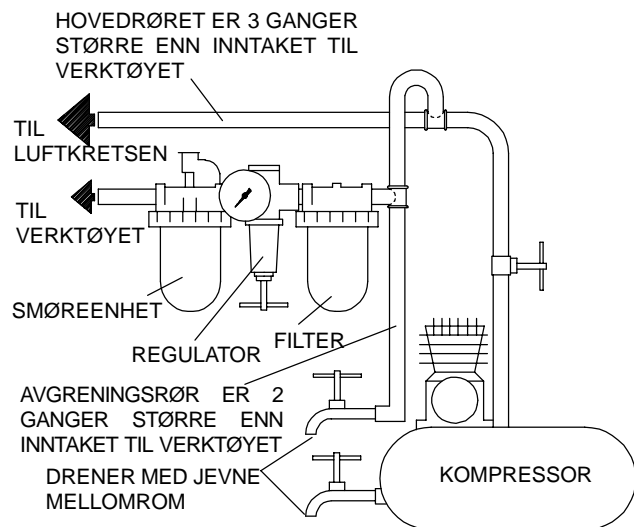 HOVEDRØRET ER 3 GANGER
STØRRE ENN INNTAKET TIL
VERKTØYET
TIL
LUFTKRETSEN
TIL
VERKTØYET
SMØREENHET
REGULATOR
FILTER
AVGRENINGSRØR ER 2
GANGER STØRRE ENN
INNTAKET TIL VERKTØYET
DRENER MED JEVNE
MELLOMROM
KOMPRESSOR